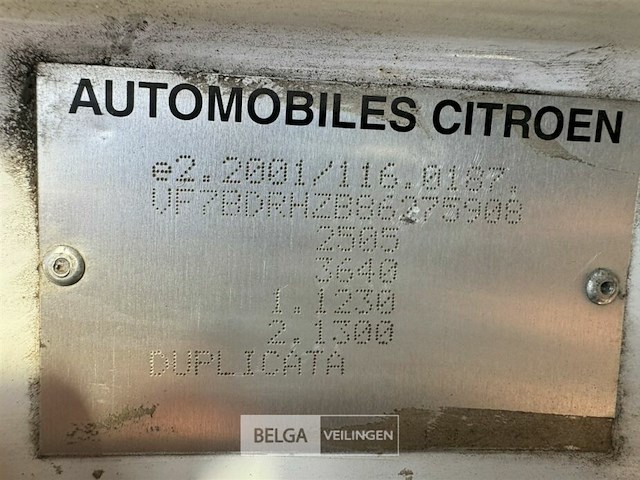 AUTOMOBILES CITROEN
e2.2001/116.0187.
VF7BDRHZB86275908
2505
3640
1.1230
2.1300
DUPLICATA
BELGA VEILINGEN